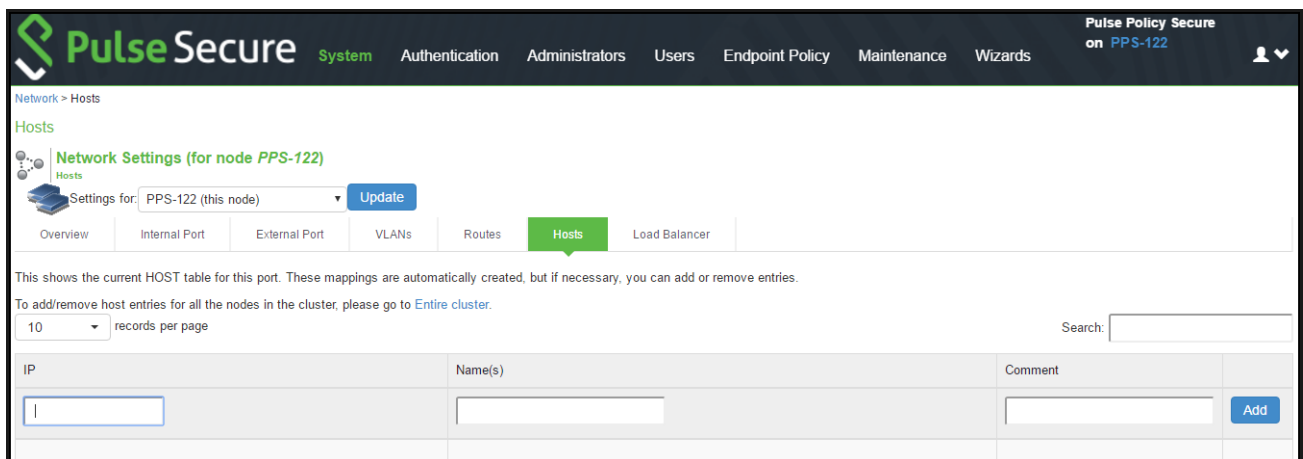 Pulse Secure System Authentication Administrators Users Endpoint Policy Maintenance Wizards
Pulse Policy Secure
on PPS-122
Network > Hosts
Hosts
Network Settings (for node PPS-122)
Hosts
Settings for: PPS-122 (this node) Update
Overview Internal Port External Port VLANs Routes Hosts Load Balancer
This shows the current HOST table for this port. These mappings are automatically created, but if necessary, you can add or remove entries.
To add/remove host entries for all the nodes in the cluster, please go to Entire cluster.
10 records per page Search:
IP Name(s) Comment
Add